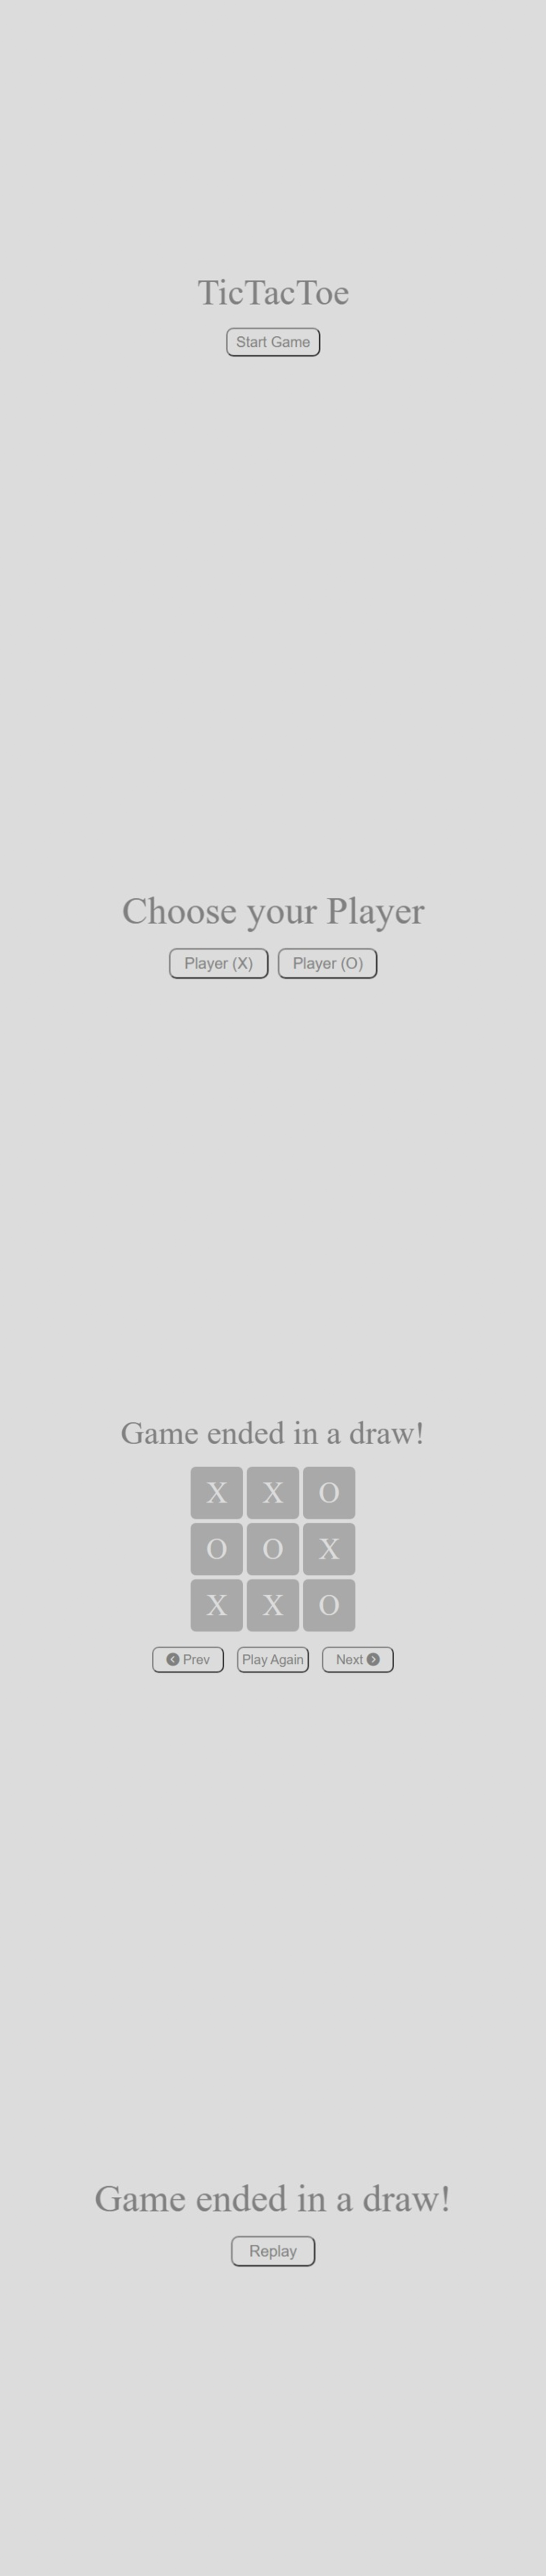 TicTacToe
Start Game
Choose your Player
Player (X) Player (O)
Game ended in a draw!
X X O
O O X
X X O
Prev Play Again Next
Game ended in a draw!
Replay